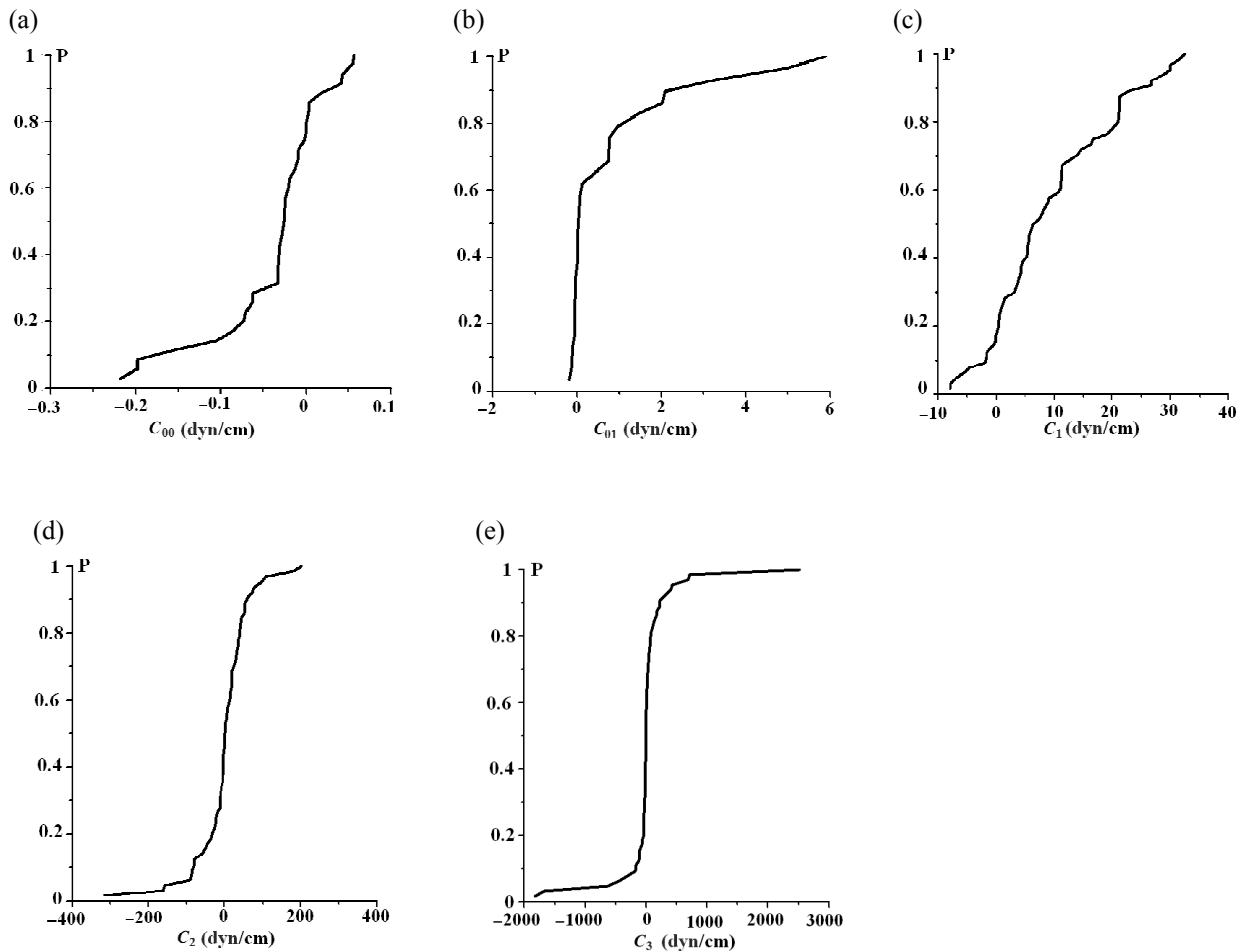 (a)
1 P
0.8
0.6
0.4
0.2
0
–0.3 –0.2 –0.1 0 0.1
C00 (dyn/cm)
(b)
1 P
0.8
0.6
0.4
0.2
0
–2 0 2 4 6
C01 (dyn/cm)
(c)
1 P
0.8
0.6
0.4
0.2
0
–10 0 10 20 30 40
C1 (dyn/cm)
(d)
1 P
0.8
0.6
0.4
0.2
0
–400 –200 0 200 400
C2 (dyn/cm)
(e)
1 P
0.8
0.6
0.4
0.2
0
–2000 –1000 0 1000 2000 3000
C3 (dyn/cm)